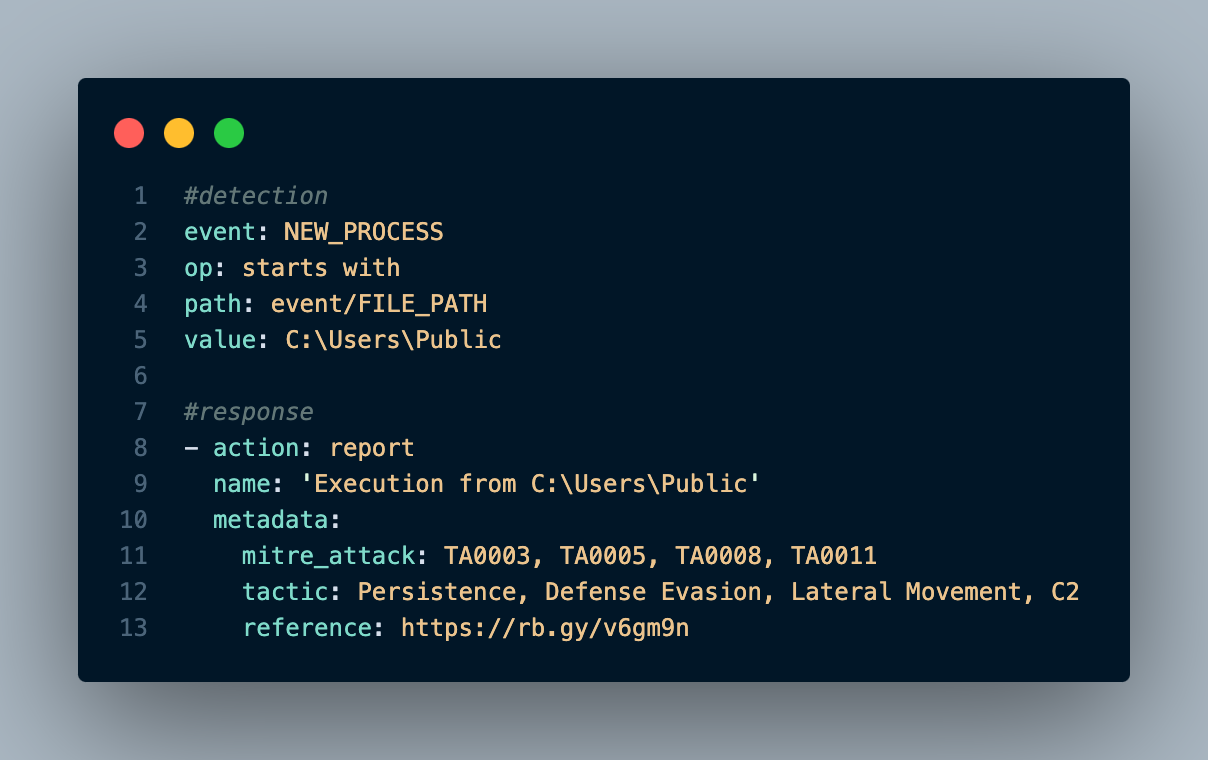 1 #detection
2 event: NEW_PROCESS
3 op: starts with
4 path: event/FILE_PATH
5 value: C:\Users\Public
6
7 #response
8 - action: report
9   name: 'Execution from C:\Users\Public'
10   metadata:
11     mitre_attack: TA0003, TA0005, TA0008, TA0011
12     tactic: Persistence, Defense Evasion, Lateral Movement, C2
13     reference: https://rb.gy/v6gm9n